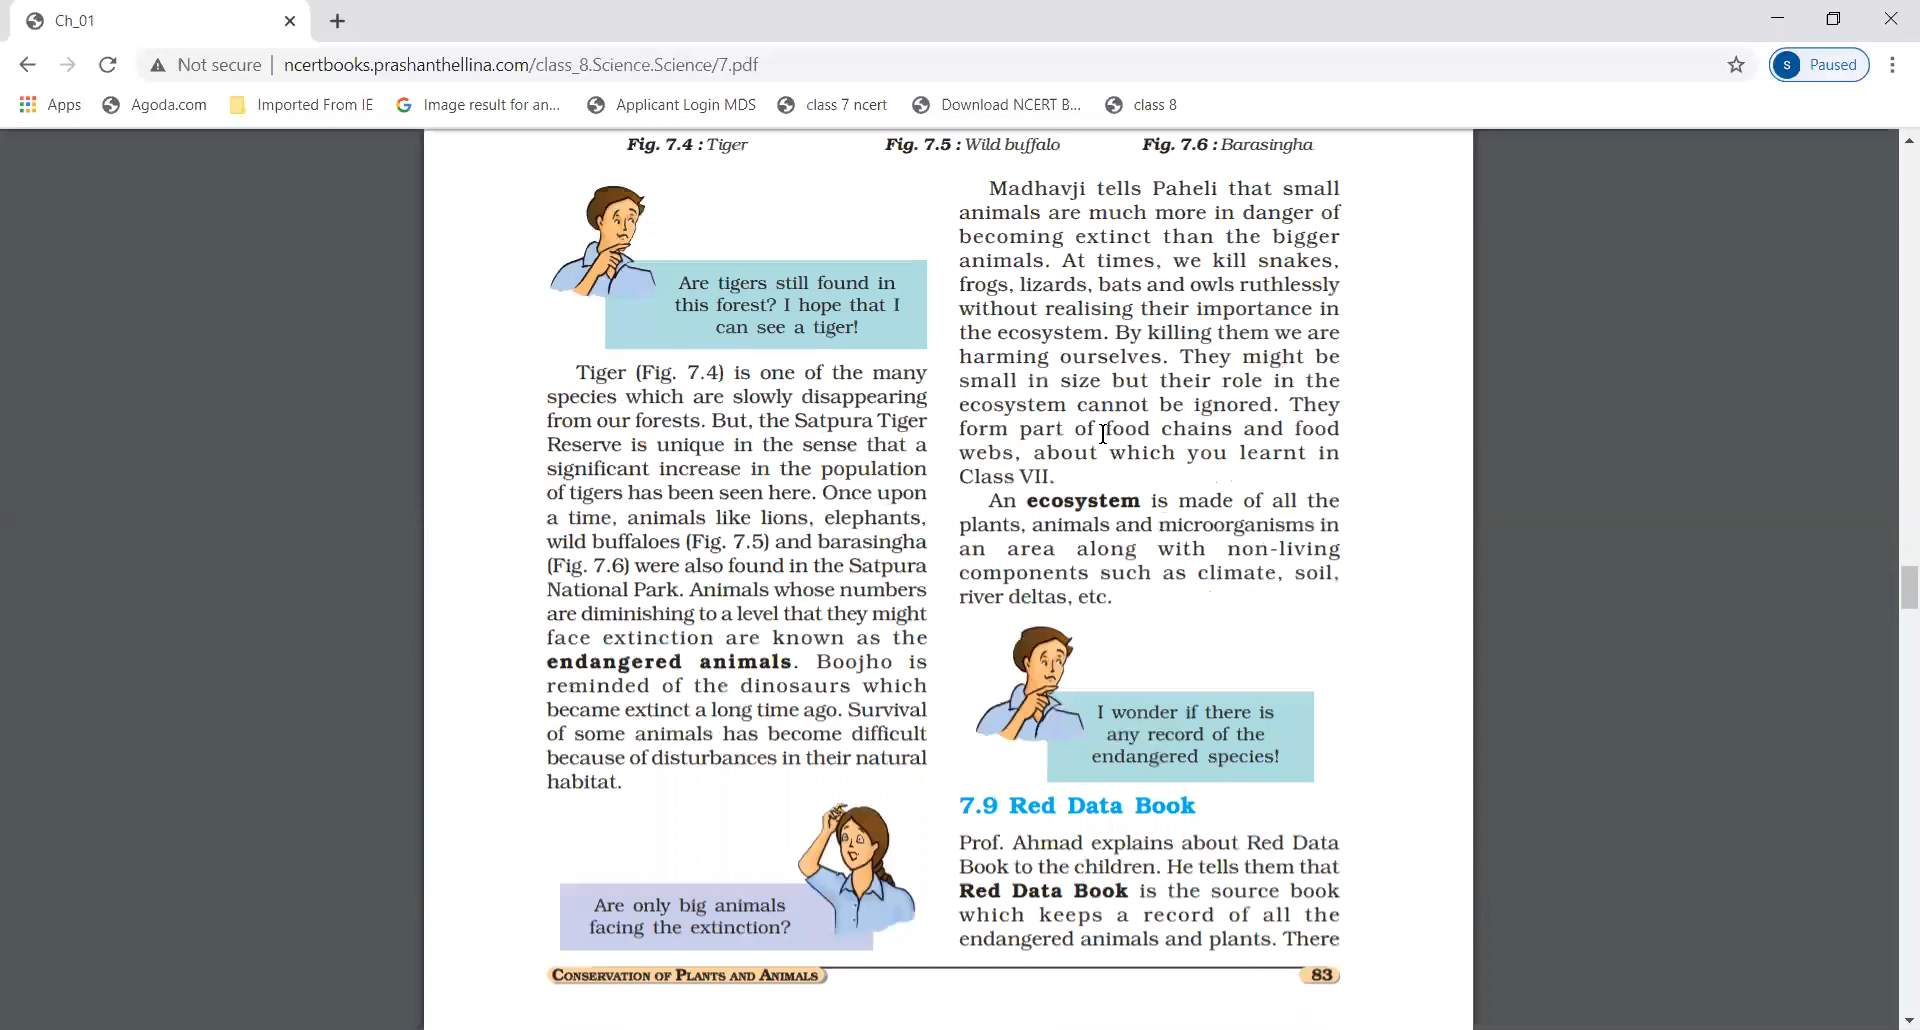 Ch_01
Not secure | ncertbooks.prashanthellina.com/class_8.Science.Science/7.pdf
S Paused
Apps Agoda.com Imported From IE Image result for an... Applicant Login MDS class 7 ncert Download NCERT B... class 8
Fig. 7.4 : Tiger
Fig. 7.5 : Wild buffalo
Fig. 7.6 : Barasingha
Are tigers still found in
this forest? I hope that I
can see a tiger!
Tiger (Fig. 7.4) is one of the many
species which are slowly disappearing
from our forests. But, the Satpura Tiger
Reserve is unique in the sense that a
significant increase in the population
of tigers has been seen here. Once upon
a time, animals like lions, elephants,
wild buffaloes (Fig. 7.5) and barasingha
(Fig. 7.6) were also found in the Satpura
National Park. Animals whose numbers
are diminishing to a level that they might
face extinction are known as the
endangered animals. Boojho is
reminded of the dinosaurs which
became extinct a long time ago. Survival
of some animals has become difficult
because of disturbances in their natural
habitat.
Are only big animals
facing the extinction?
Madhavji tells Paheli that small
animals are much more in danger of
becoming extinct than the bigger
animals. At times, we kill snakes,
frogs, lizards, bats and owls ruthlessly
without realising their importance in
the ecosystem. By killing them we are
harming ourselves. They might be
small in size but their role in the
ecosystem cannot be ignored. They
form part of food chains and food
webs, about which you learnt in
Class VII.
An ecosystem is made of all the
plants, animals and microorganisms in
an area along with non-living
components such as climate, soil,
river deltas, etc.
I wonder if there is
any record of the
endangered species!
7.9 Red Data Book
Prof. Ahmad explains about Red Data
Book to the children. He tells them that
Red Data Book is the source book
which keeps a record of all the
endangered animals and plants. There
CONSERVATION OF PLANTS AND ANIMALS
83